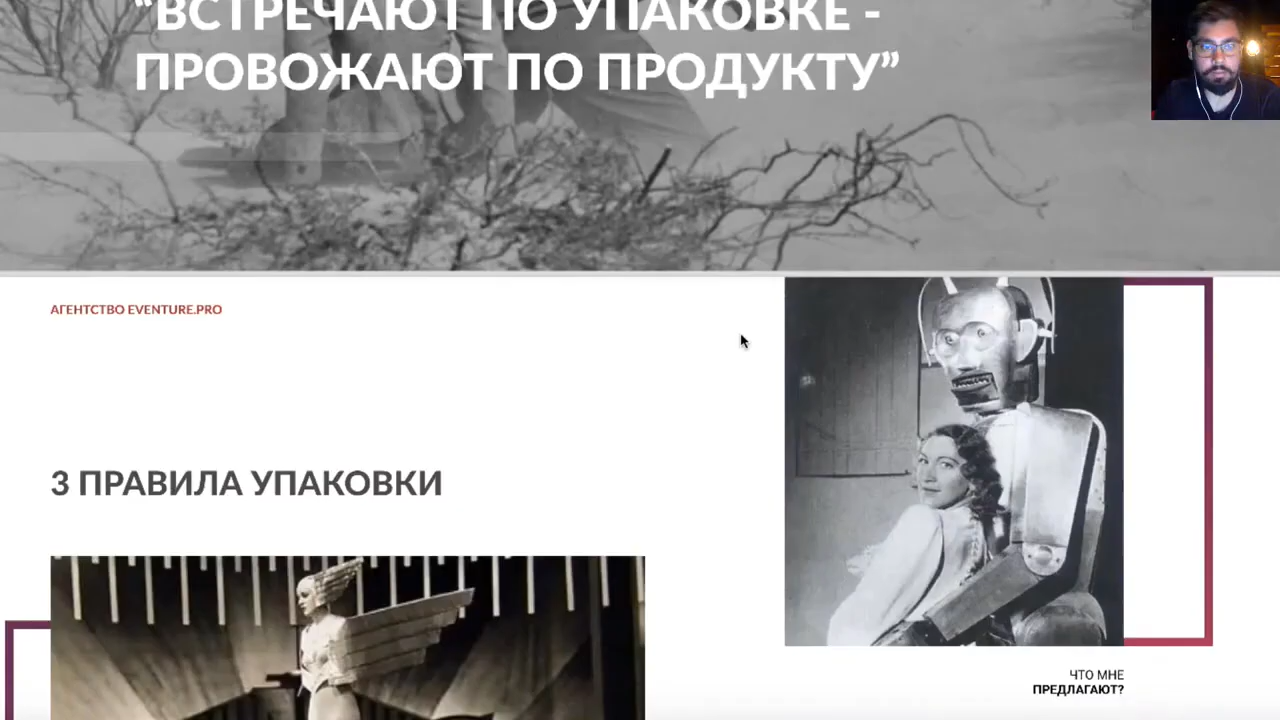 “ВСТРЕЧАЮТ ПО УПАКОВКЕ -
ПРОВОЖАЮТ ПО ПРОДУКТУ”
АГЕНТСТВО EVENTURE.PRO
3 ПРАВИЛА УПАКОВКИ
ЧТО МНЕ
ПРЕДЛАГАЮТ?